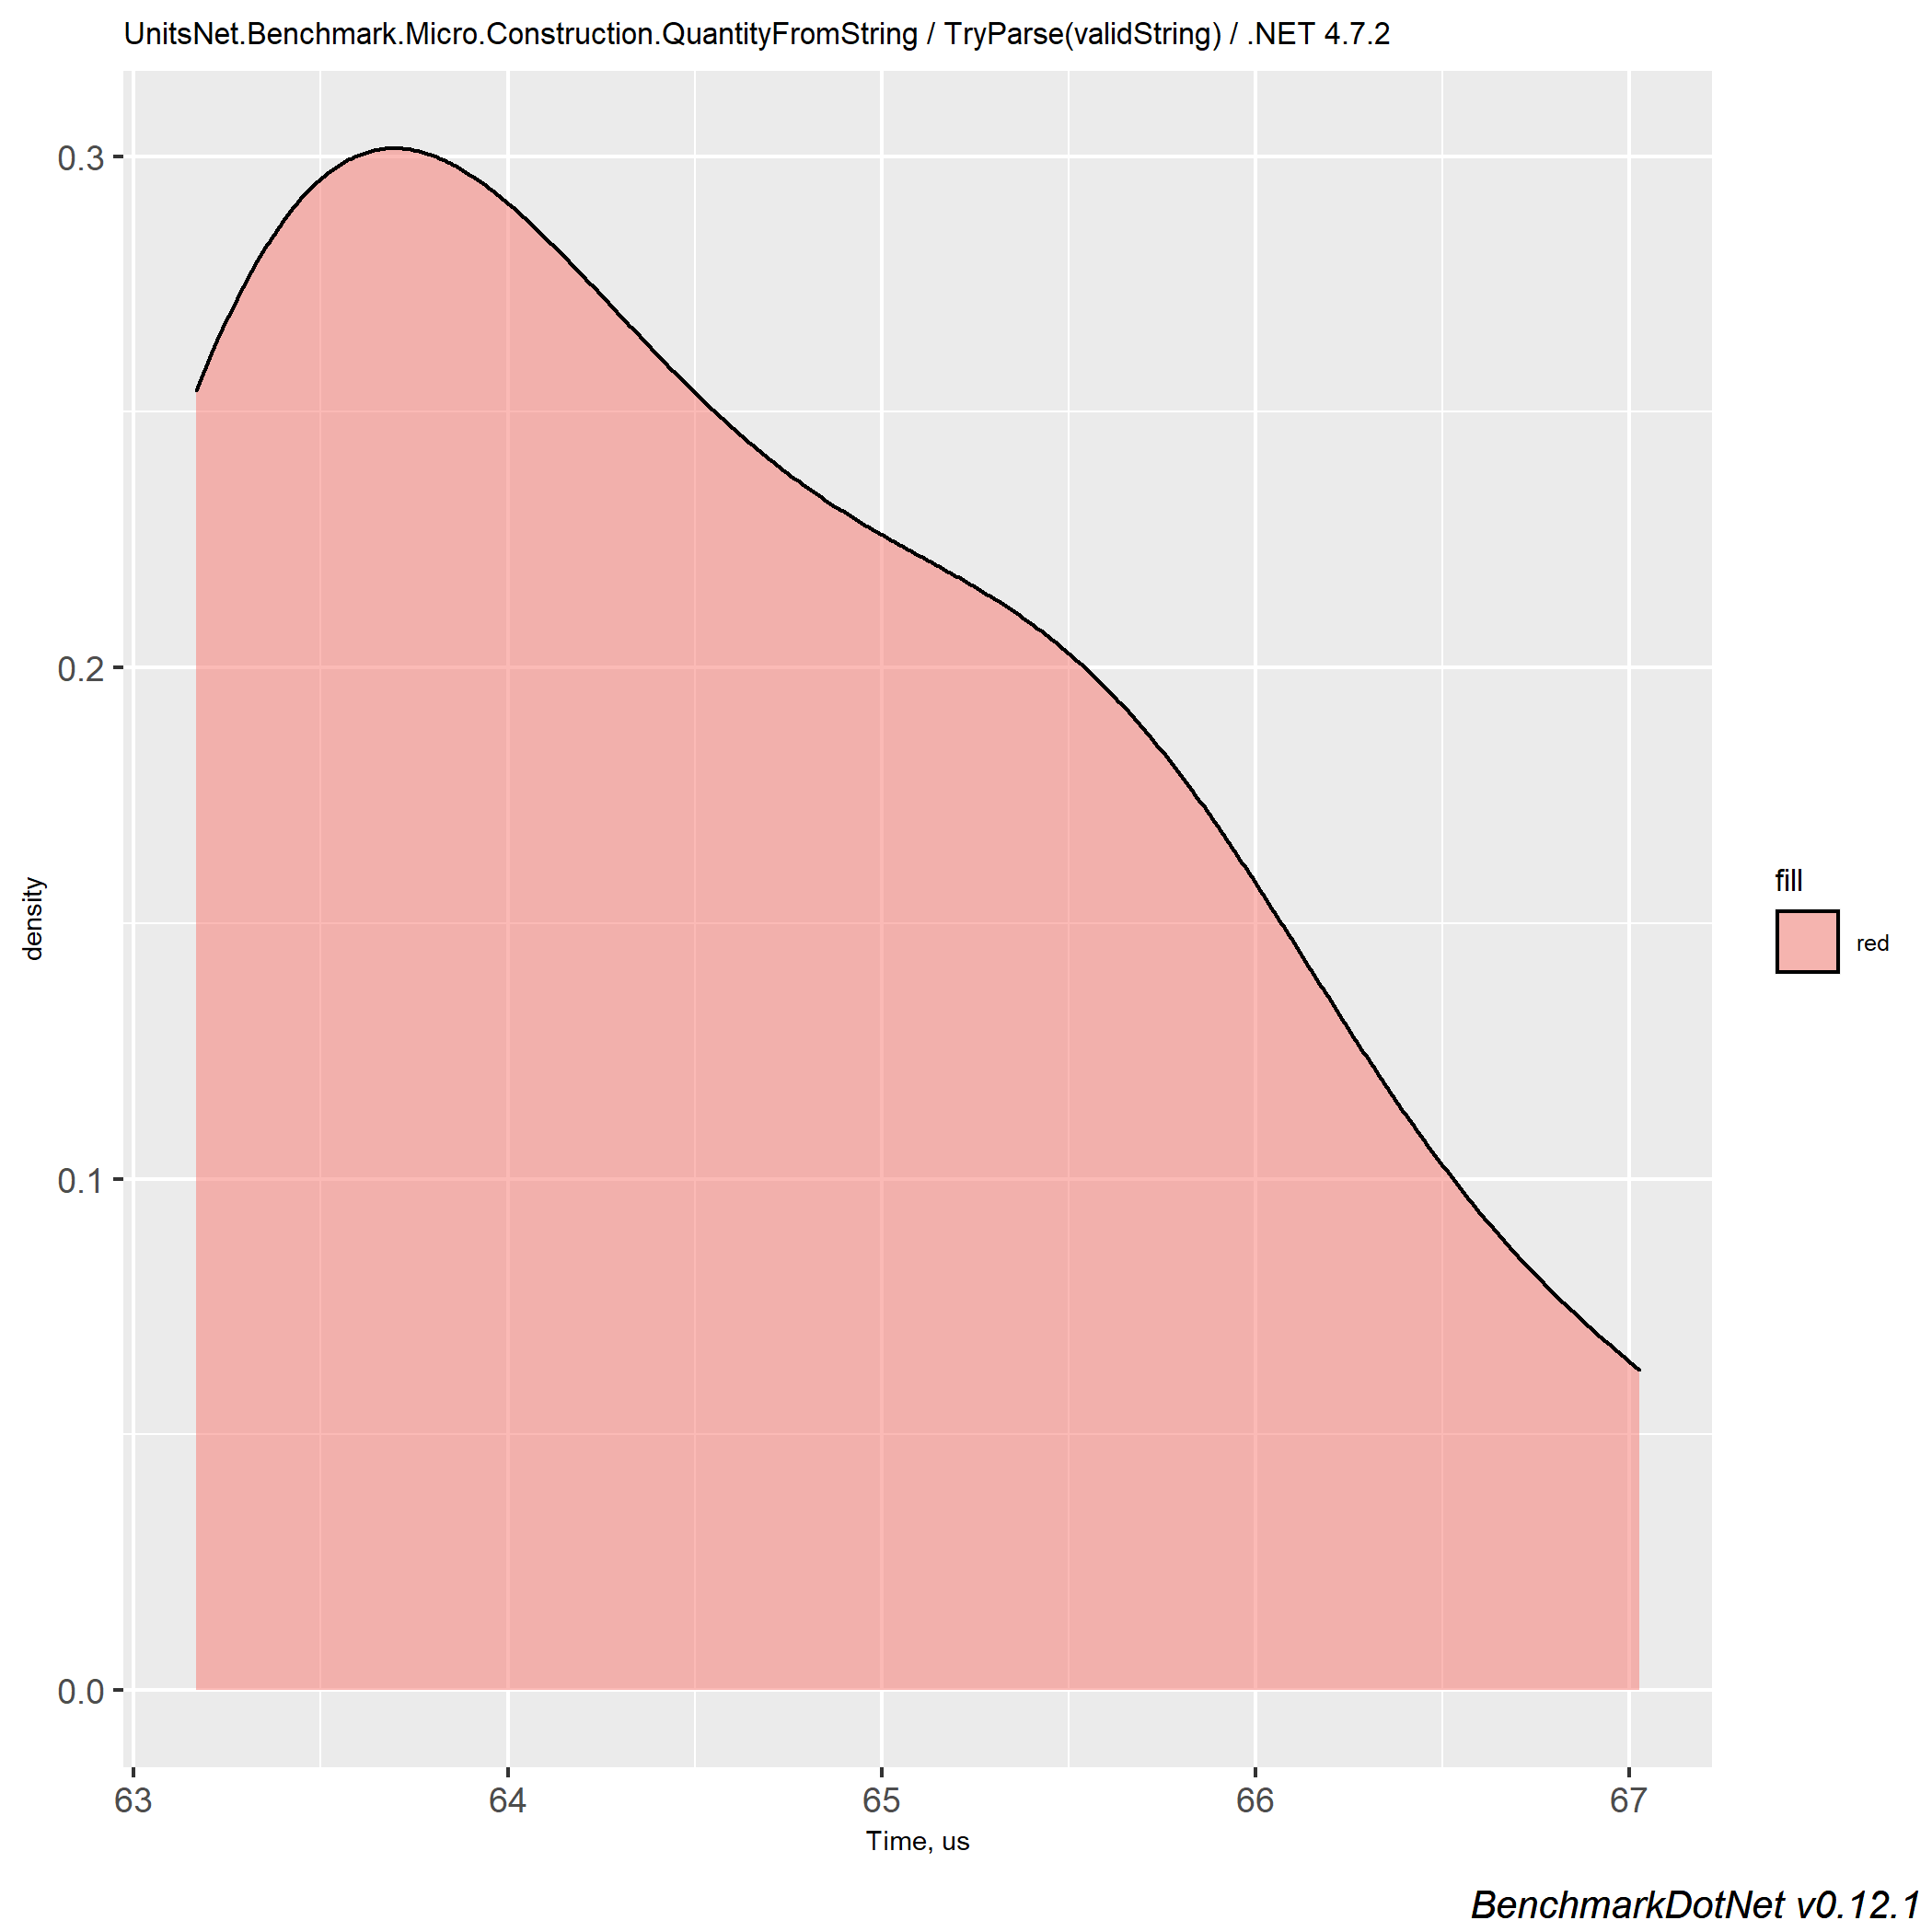 UnitsNet.Benchmark.Micro.Construction.QuantityFromString / TryParse(validString) / .NET 4.7.2
0.3
0.2
0.1
0.0
density
63 64 65 66 67
Time, us
fill
red
BenchmarkDotNet v0.12.1